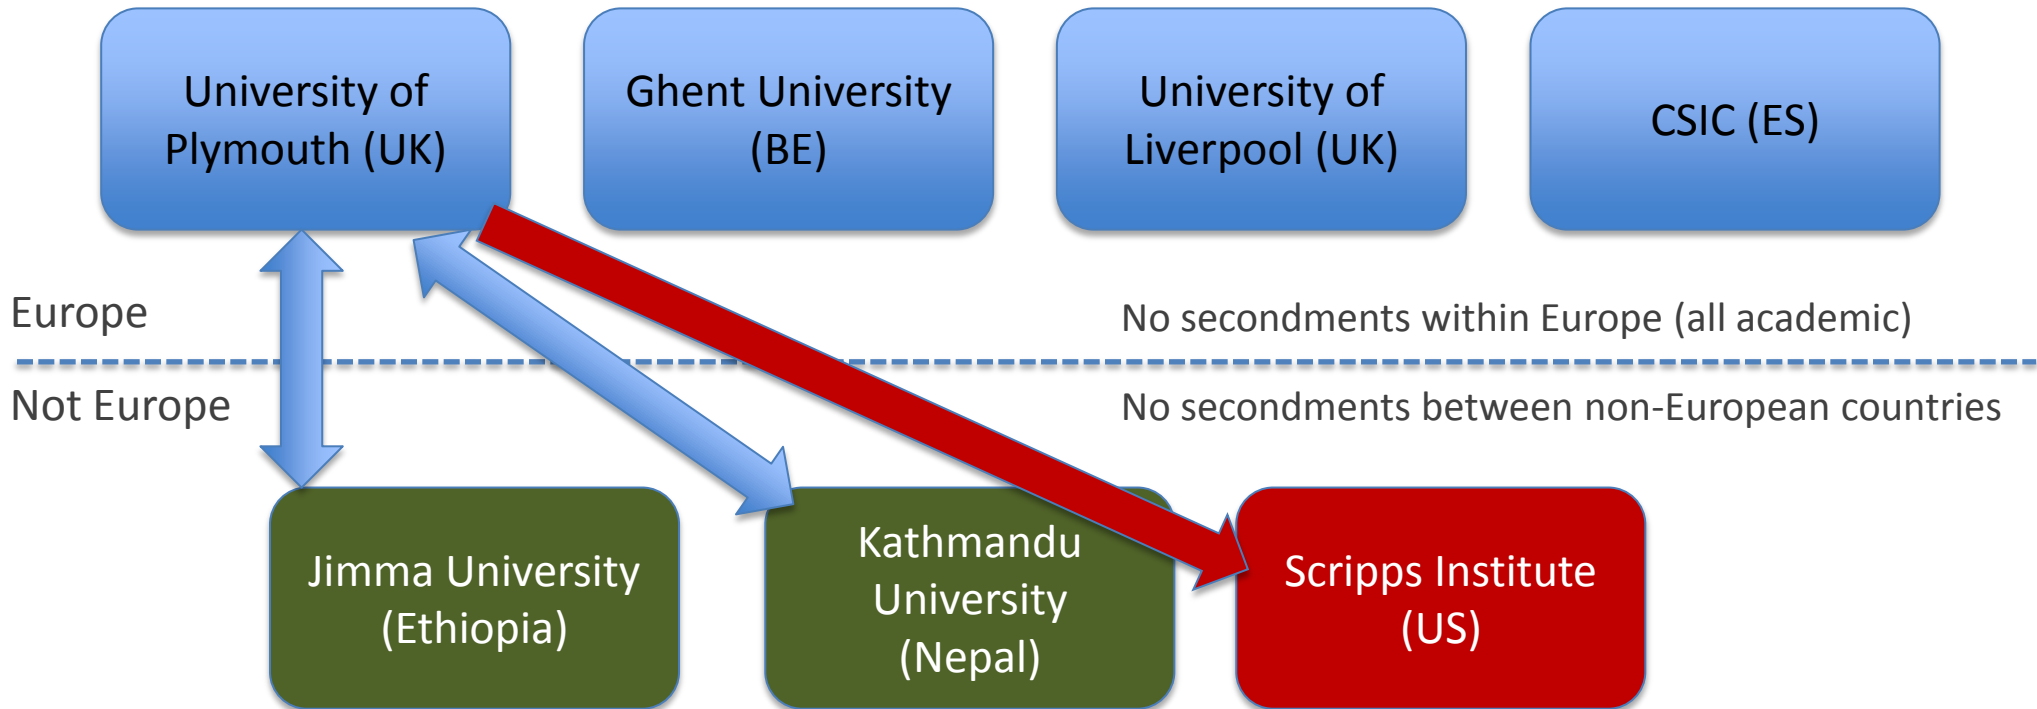 University of
Plymouth (UK)
Ghent University
(BE)
University of
Liverpool (UK)
CSIC (ES)
Europe
No secondments within Europe (all academic)
Not Europe
No secondments between non-European countries
Jimma University
(Ethiopia)
Kathmandu
University
(Nepal)
Scripps Institute
(US)